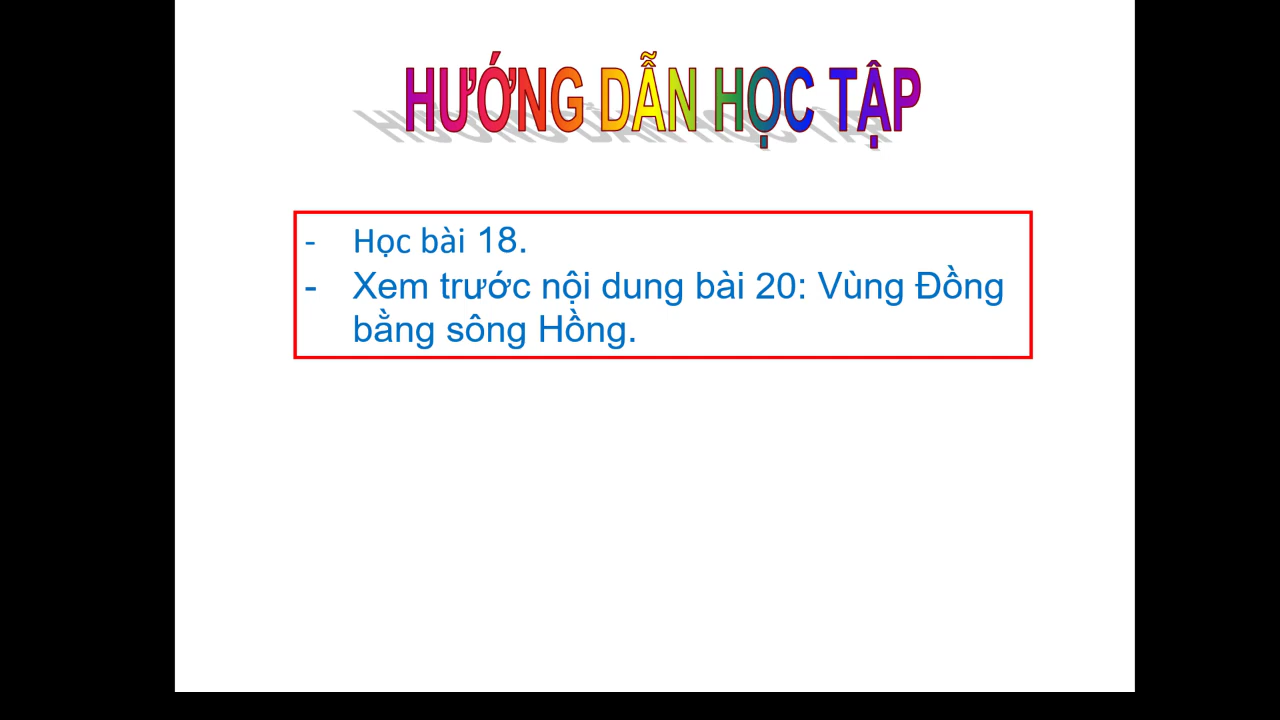 HƯỚNG DẪN HỌC TẬP
- Học bài 18.
- Xem trước nội dung bài 20: Vùng Đồng
bằng sông Hồng.